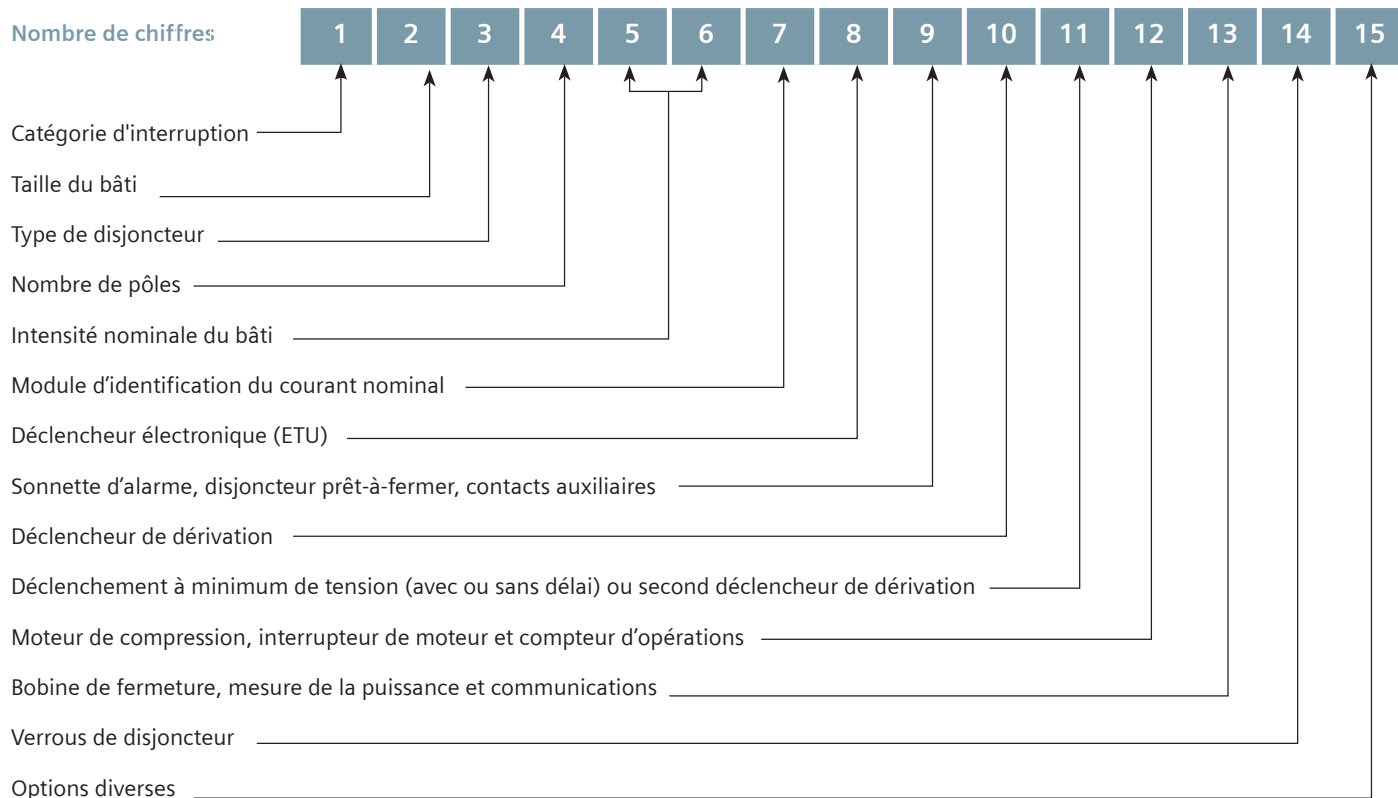 Nombre de chiffres 1 2 3 4 5 6 7 8 9 10 11 12 13 14 15
Catégorie d'interruption
Taille du bâti
Type de disjoncteur
Nombre de pôles
Intensité nominale du bâti
Module d’identification du courant nominal
Déclencheur électronique (ETU)
Sonnette d’alarme, disjoncteur prêt-à-fermer, contacts auxiliaires
Déclencheur de dérivation
Déclenchement à minimum de tension (avec ou sans délai) ou second déclencheur de dérivation
Moteur de compression, interrupteur de moteur et compteur d’opérations
Bobine de fermeture, mesure de la puissance et communications
Verrous de disjoncteur
Options diverses